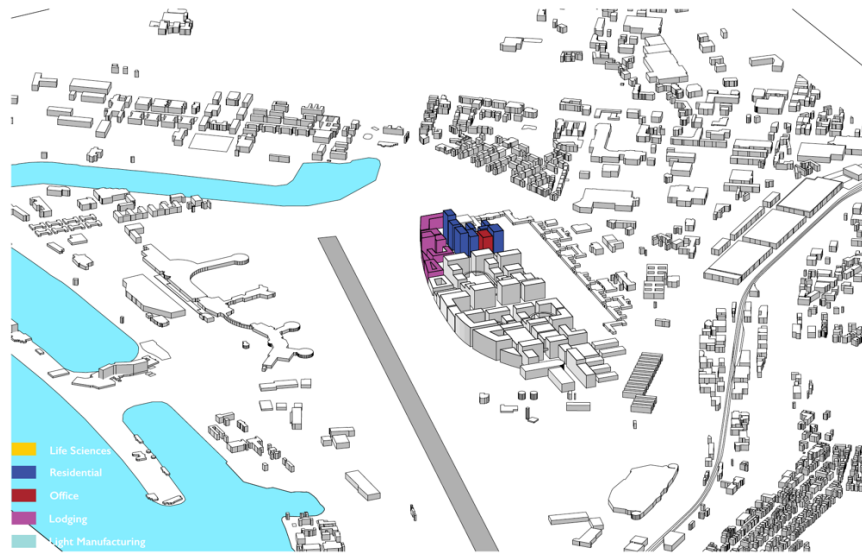 Life Sciences
Residential
Office
Lodging
Light Manufacturing